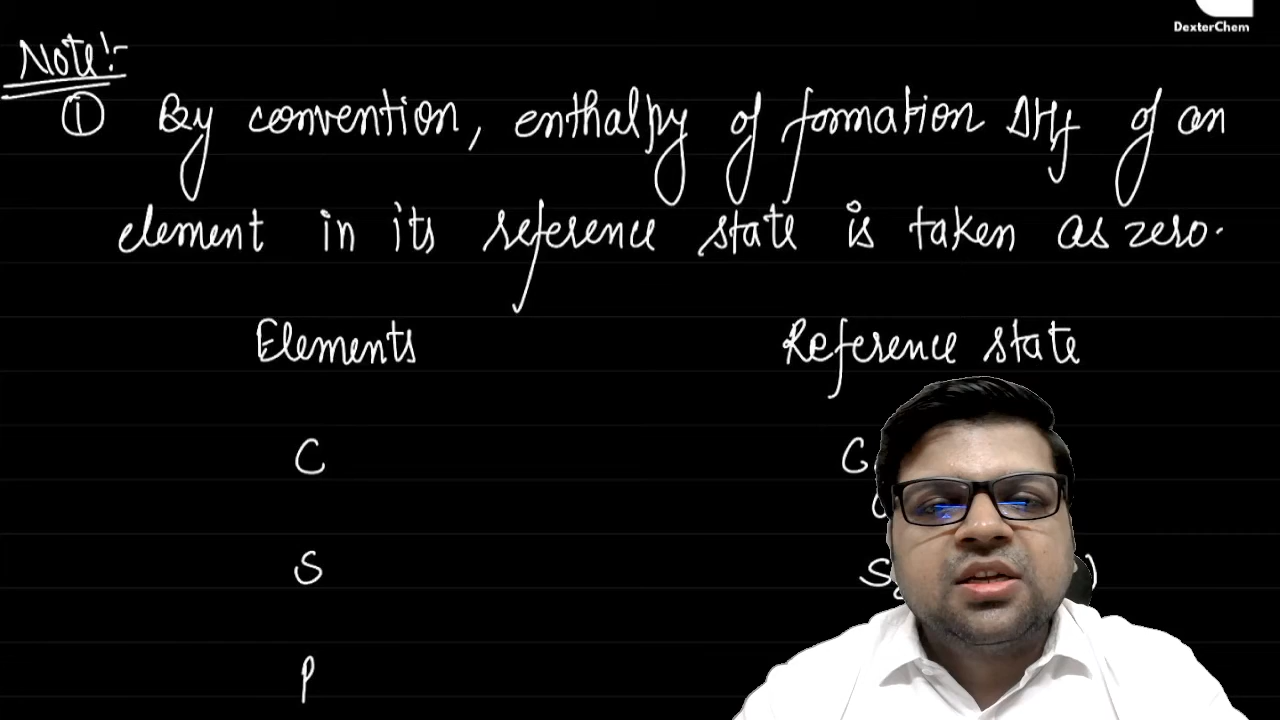 DexterChem
Note:-
① By convention, enthalpy of formation ΔHf of an
element in its reference state is taken as zero.
Elements Reference state
C C
S S8 )
P